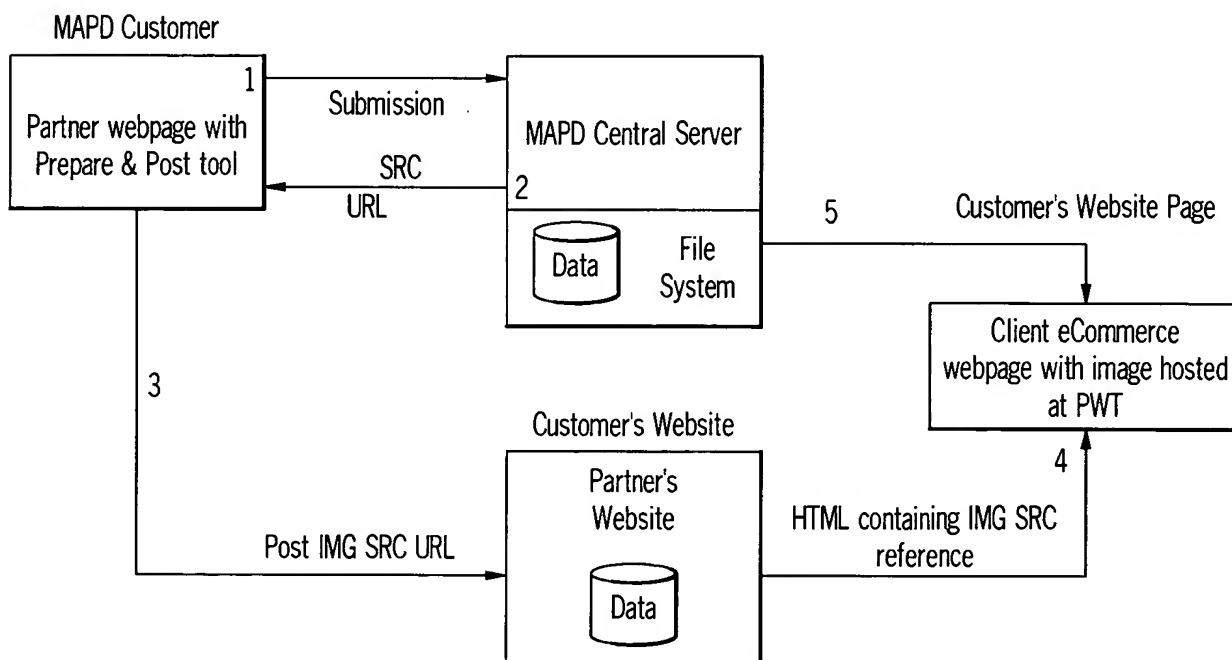 MAPD Customer
1
Partner webpage with
Prepare & Post tool
Submission
SRC
URL
MAPD Central Server
2
Data
File
System
5
Customer's Website Page
Client eCommerce
webpage with image hosted
at PWT
3
Post IMG SRC URL
Customer's Website
Partner's
Website
Data
HTML containing IMG SRC
reference
4